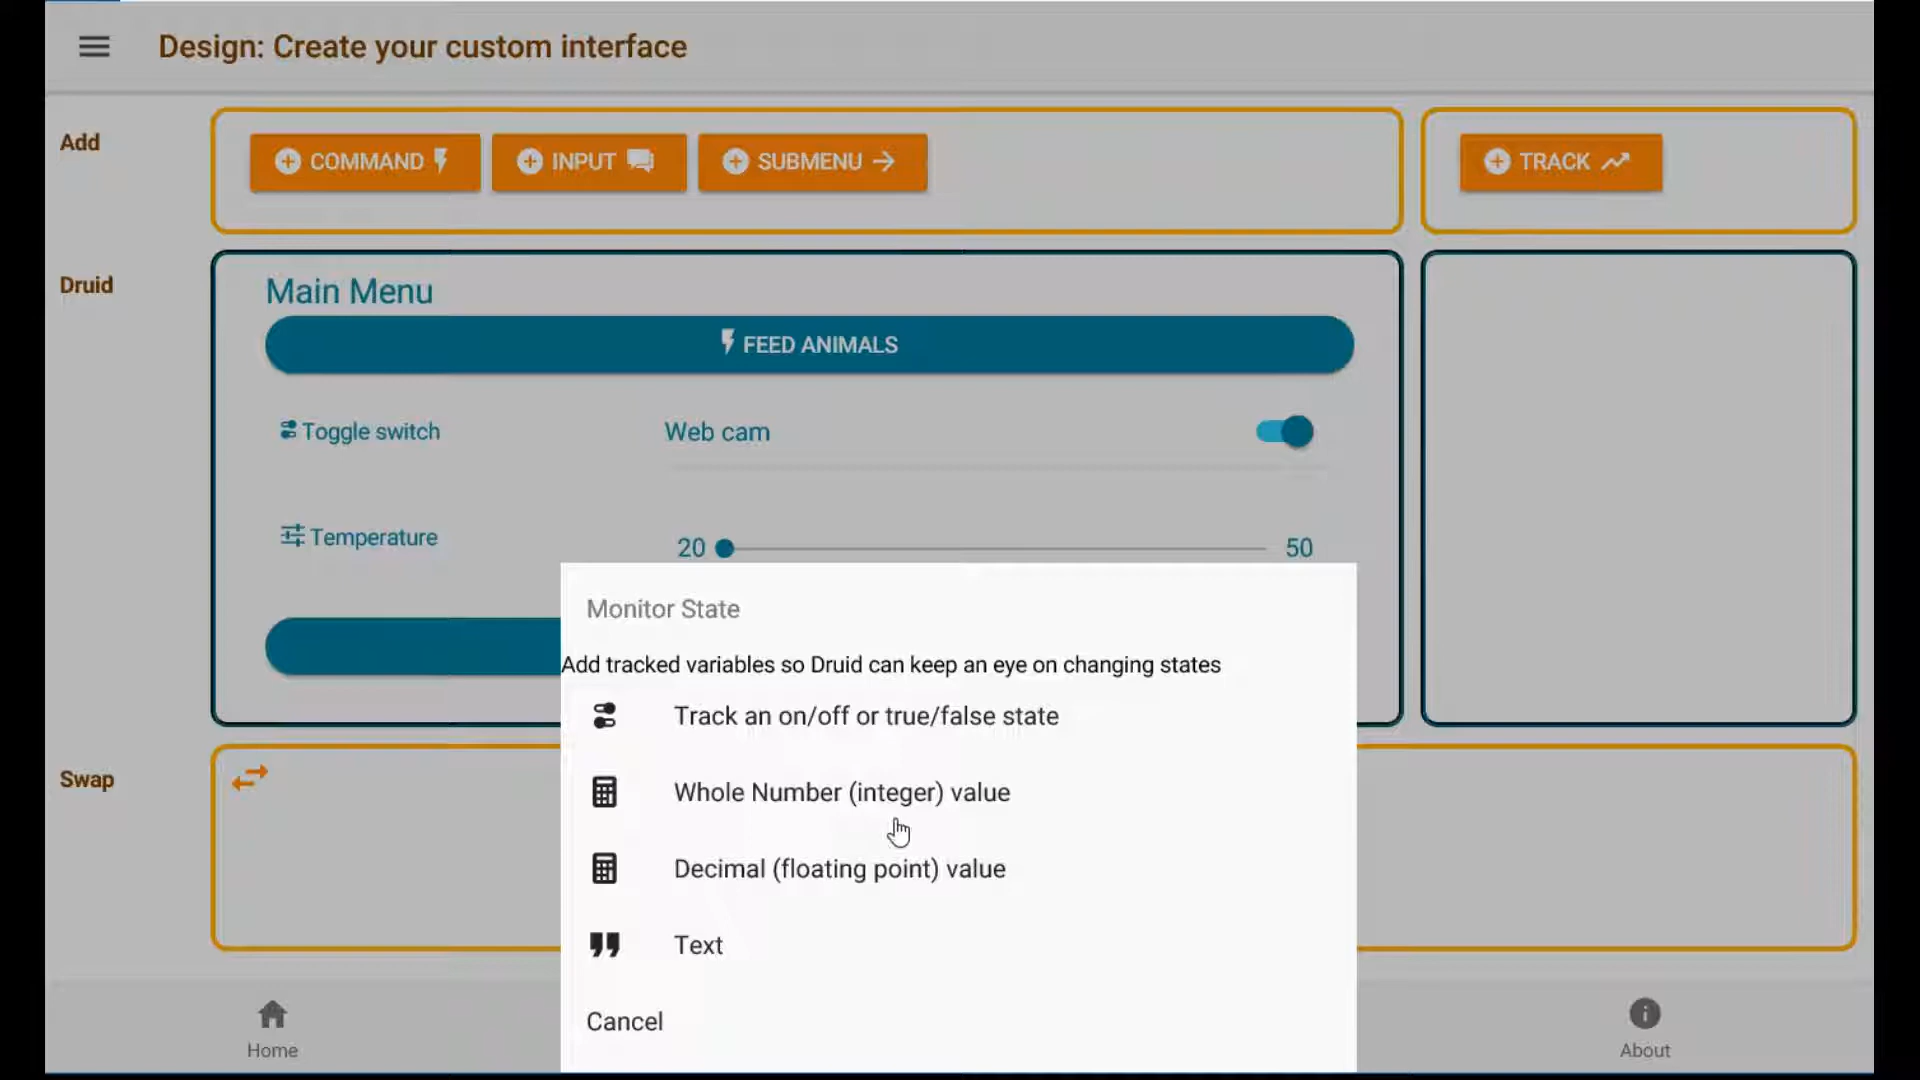 Design: Create your custom interface
Add
COMMAND
INPUT
SUBMENU
TRACK
Druid
Main Menu
FEED ANIMALS
Toggle switch
Web cam
Temperature
20
50
Monitor State
Add tracked variables so Druid can keep an eye on changing states
Track an on/off or true/false state
Whole Number (integer) value
Decimal (floating point) value
Text
Cancel
Swap
Home
About